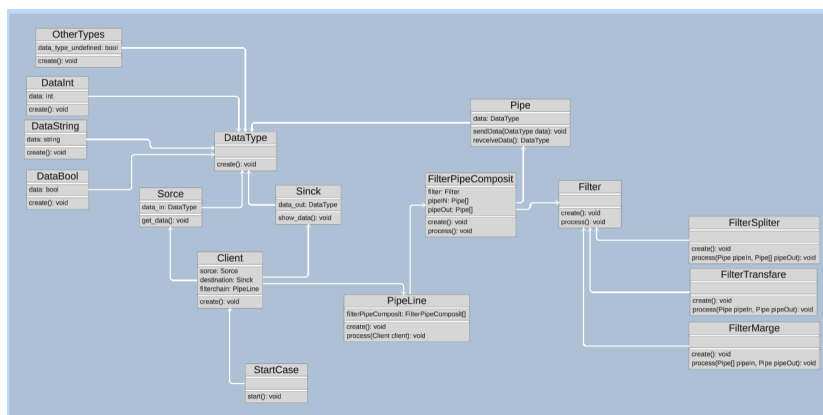 OtherTypes
data_type_undefined: bool
create(): void
DataInt
data: int
create(): void
DataString
data: string
create(): void
DataBool
data: bool
create(): void
DataType
create(): void
Sorce
data_in: DataType
get_data(): void
Sinck
data_out: DataType
show_data(): void
Client
sorce: Sorce
destination: Sinck
filterchain: PipeLine
create(): void
StartCase
start(): void
PipeLine
filterPipeComposit: FilterPipeComposit[]
create(): void
process(Client client): void
Pipe
data: DataType
sendData(DataType data): void
revceiveData(): DataType
FilterPipeComposit
filter: Filter
pipeIN: Pipe[]
pipeOut: Pipe[]
create(): void
process(): void
Filter
create(): void
process(): void
FilterSpliter
create(): void
process(Pipe pipeIn, Pipe[] pipeOut): void
FilterTransfare
create(): void
process(Pipe pipeIn, Pipe pipeOut): void
FilterMarge
create(): void
process(Pipe[] pipeIn, Pipe pipeOut): void